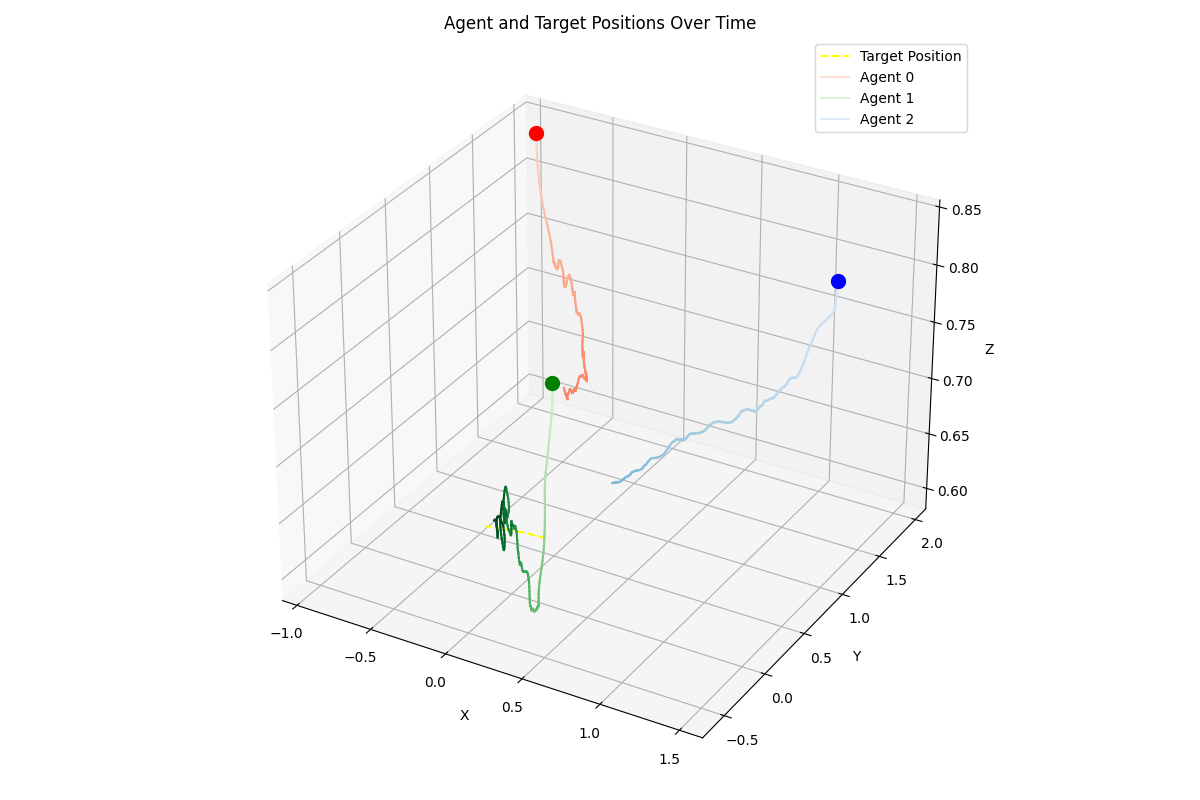 Agent and Target Positions Over Time
Target Position
Agent 0
Agent 1
Agent 2
0.85
0.80
0.75
Z
0.70
0.65
0.60
2.0
1.5
1.0
0.5
Y
0.0
−0.5
−1.0
−0.5
0.0
X
0.5
1.0
1.5